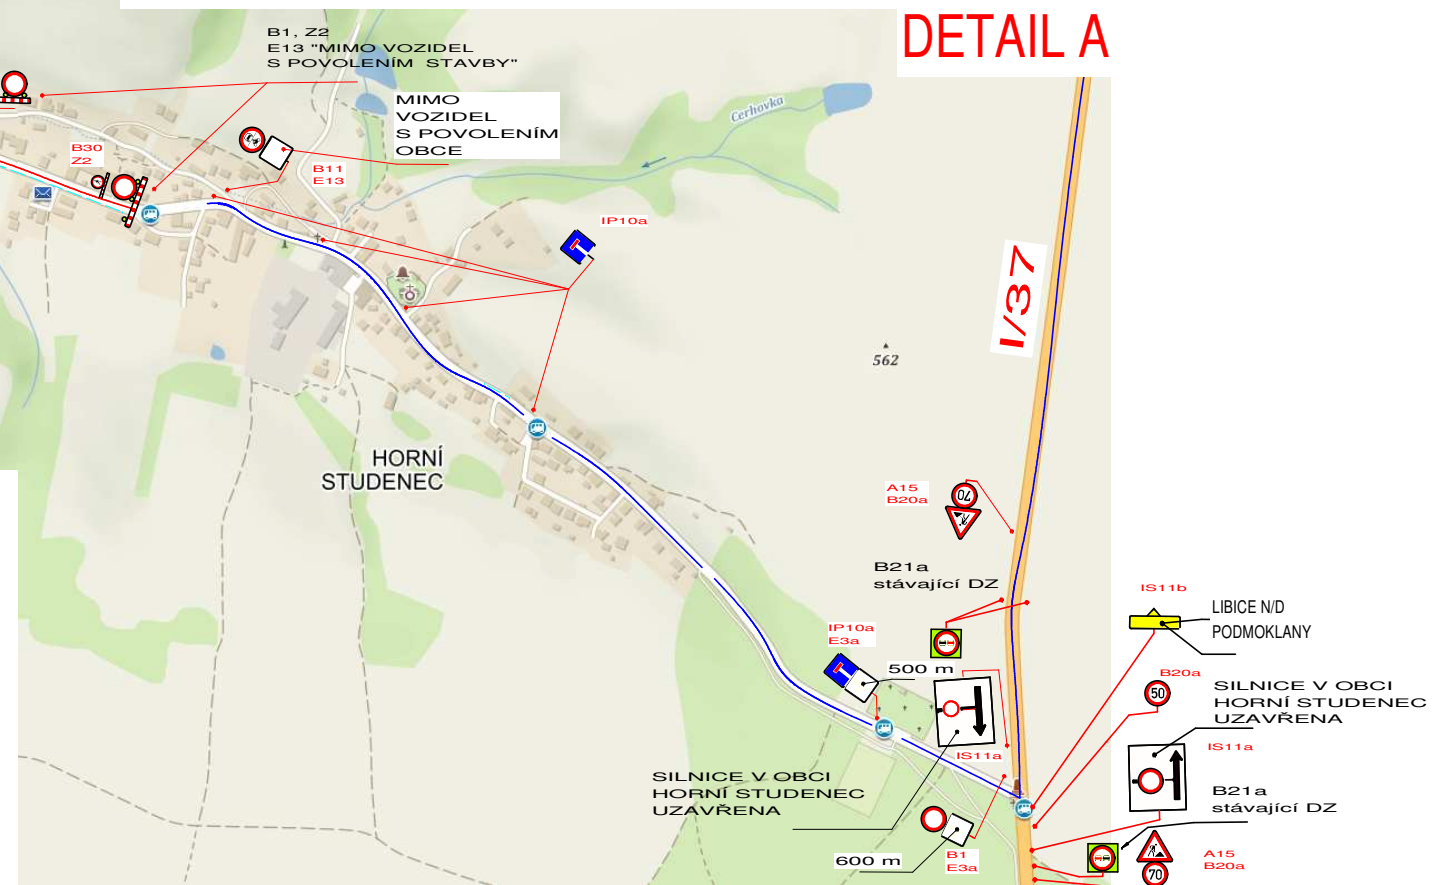 DETAIL A
B1, Z2
E13 "MIMO VOZIDEL
S POVOLENÍM STAVBY"
MIMO
VOZIDEL
S POVOLENÍM
OBCE
Cerhovka
B30
Z2
B11
E13
IP10a
I/37
562
HORNÍ
STUDENEC
A15
B20a
70
B21a
stávající DZ
IS11b
LIBICE N/D
PODMOKLANY
IP10a
E3a
500 m
B20a
50
SILNICE V OBCI
HORNÍ STUDENEC
UZAVŘENA
IS11a
IS11a
SILNICE V OBCI
HORNÍ STUDENEC
UZAVŘENA
B21a
stávající DZ
600 m
B1
E3a
A15
B20a
70